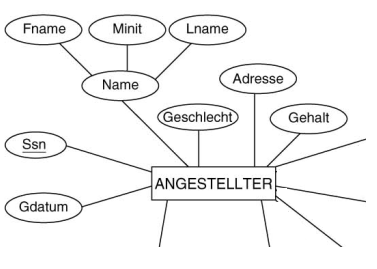 Fname
Minit
Lname
Name
Adresse
Geschlecht
Gehalt
Ssn
ANGESTELLTER
Gdatum